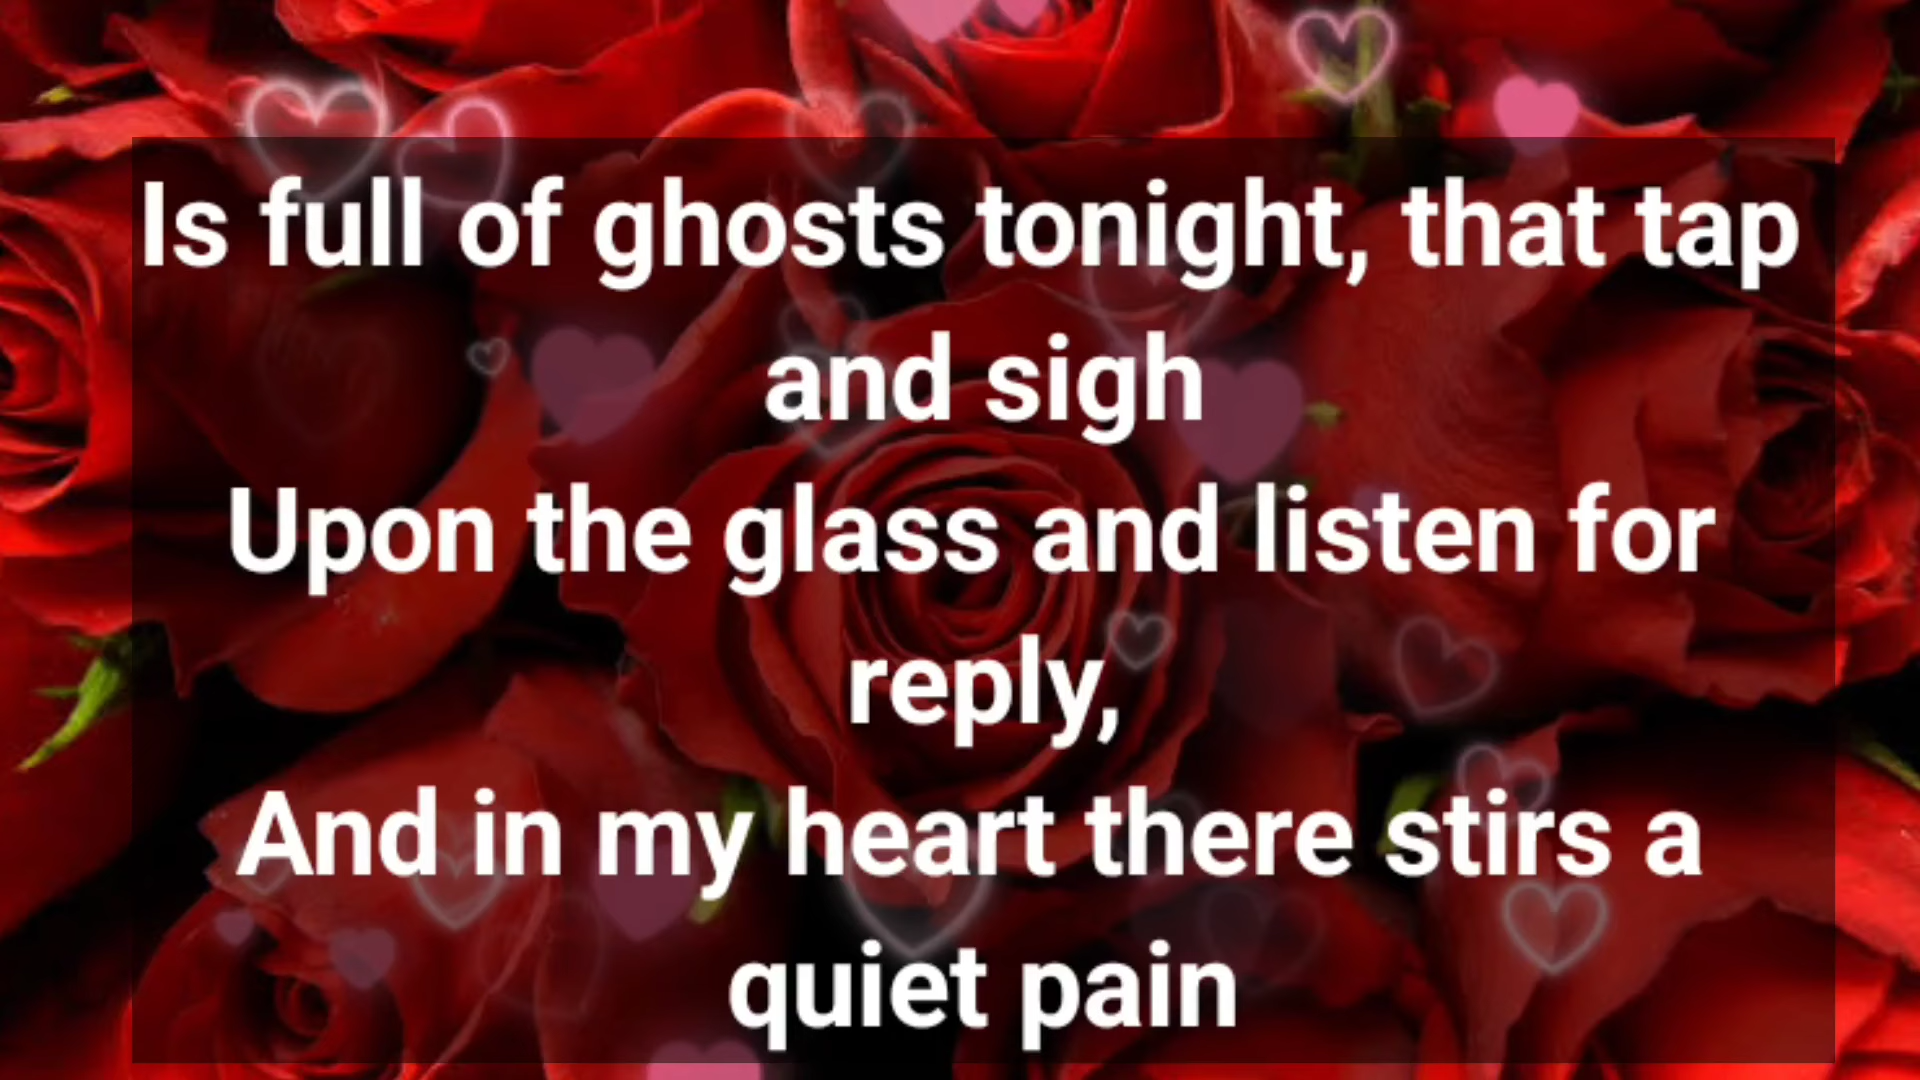 Is full of ghosts tonight, that tap
and sigh
Upon the glass and listen for
reply,
And in my heart there stirs a
quiet pain